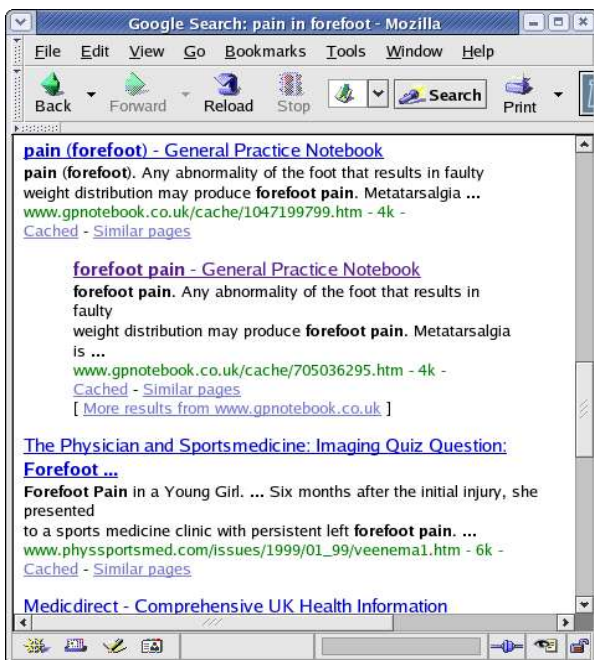 Google Search: pain in forefoot - Mozilla
File Edit View Go Bookmarks Tools Window Help
Back Forward Reload Stop Search Print
pain (forefoot) - General Practice Notebook
pain (forefoot). Any abnormality of the foot that results in faulty
weight distribution may produce forefoot pain. Metatarsalgia ...
www.gpnotebook.co.uk/cache/1047199799.htm - 4k -
Cached - Similar pages
forefoot pain - General Practice Notebook
forefoot pain. Any abnormality of the foot that results in
faulty
weight distribution may produce forefoot pain. Metatarsalgia
is ...
www.gpnotebook.co.uk/cache/705036295.htm - 4k -
Cached - Similar pages
[ More results from www.gpnotebook.co.uk ]
The Physician and Sportsmedicine: Imaging Quiz Question:
Forefoot ...
Forefoot Pain in a Young Girl. ... Six months after the initial injury, she
presented
to a sports medicine clinic with persistent left forefoot pain. ...
www.physsportsmed.com/issues/1999/01_99/veenema1.htm - 6k -
Cached - Similar pages
Medicdirect - Comprehensive UK Health Information